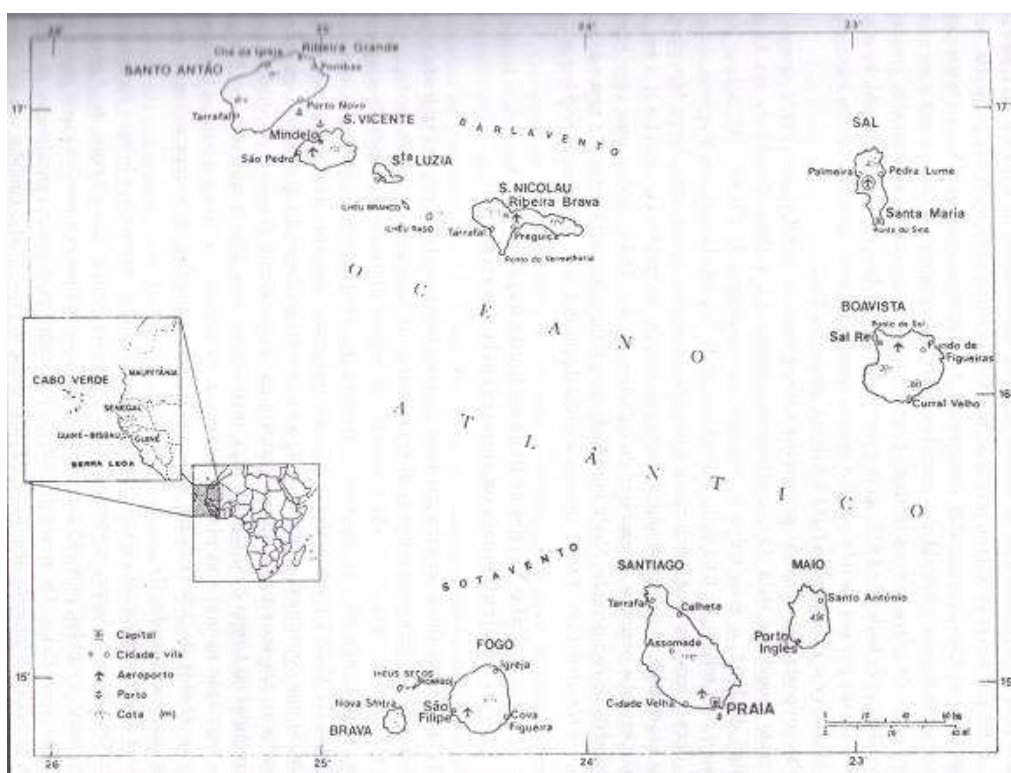 25°
24°
23°
Chã da Igreja
Ribeira Grande
Pombas
SANTO ANTÃO
Tarrafal
Porto Novo
17°
17°
S. VICENTE
Mindelo
São Pedro
Sta LUZIA
BARLAVENTO
SAL
Palmeira
Pedra Lume
Santa Maria
ILHÉU BRANCO
ILHÉU RASO
S. NICOLAU
Ribeira Brava
Tarrafal
Preguiça
OCEANO
BOAVISTA
Sal Rei
Fundo de
Figueiras
Curral Velho
16
ATLÂNTICO
CABO VERDE
MAURITÂNIA
SENEGAL
GUINÉ-BISSAU
GUINÉ
SERRA LEOA
SOTAVENTO
SANTIAGO
MAIO
Tarrafal
Calheta
Santo António
Assomada
Porto
Inglês
Cidade Velha
PRAIA
Capital
Cidade, vila
Aeroporto
Porto
Cota (m)
15°
15°
FOGO
Igreja
São
Filipe
Cova
Figueira
ILHÉUS SECOS
Nova Sintra
BRAVA
26
25
24
23